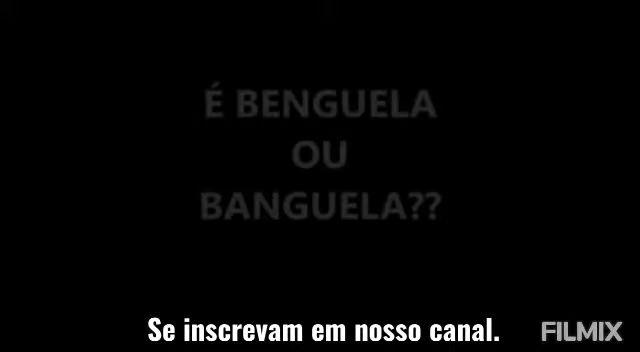 É BENGUELA
OU
BANGUELA??
Se inscrevam em nosso canal.
FILMIX